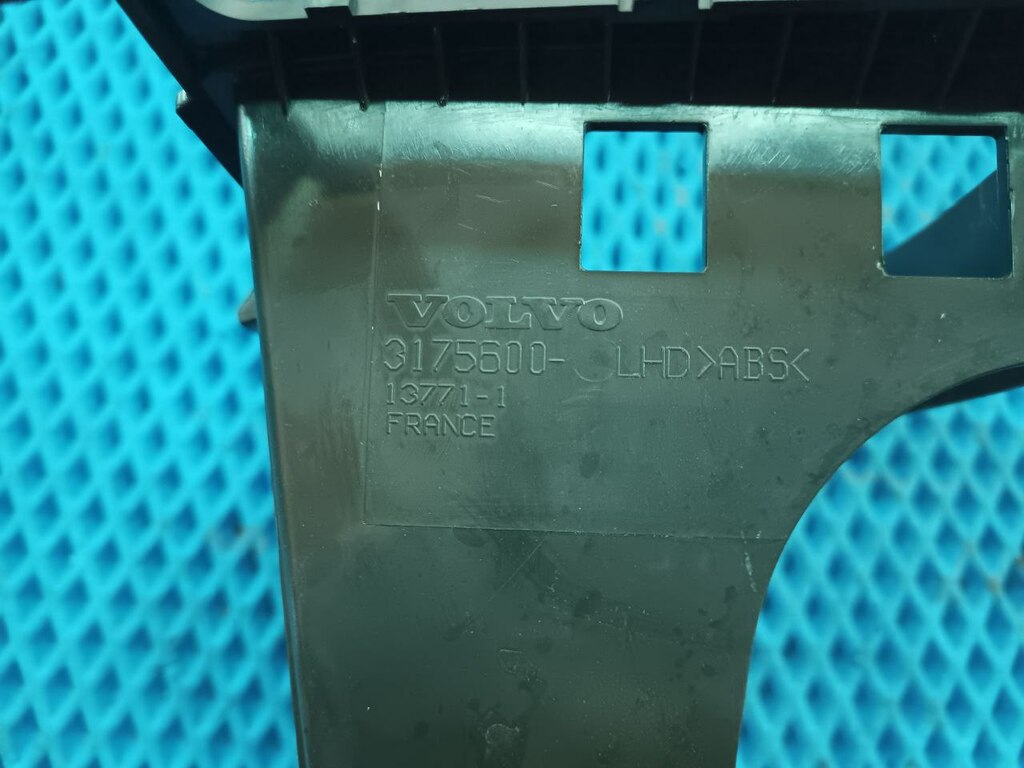 VOLVO
3175600- LHD >ABS<
13771-1
FRANCE